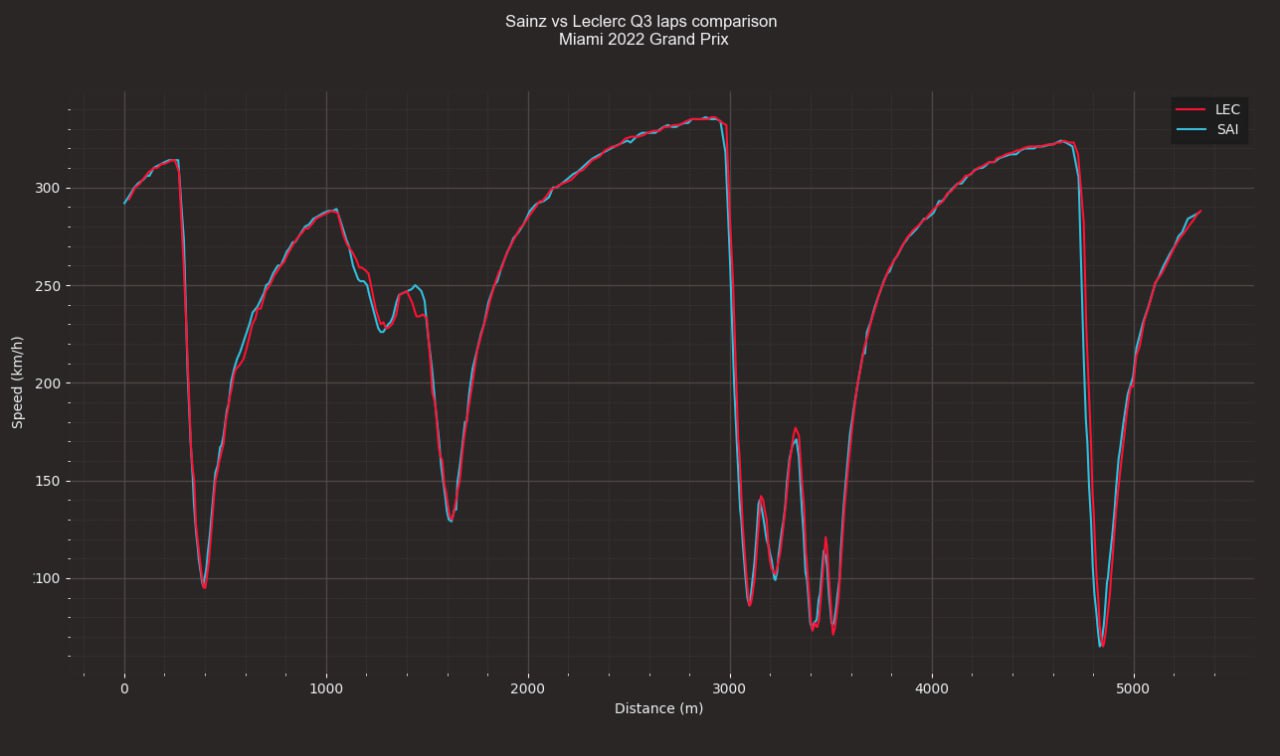 Sainz vs Leclerc Q3 laps comparison
Miami 2022 Grand Prix
LEC
SAI
300
250
200
150
100
Speed (km/h)
0 1000 2000 3000 4000 5000
Distance (m)